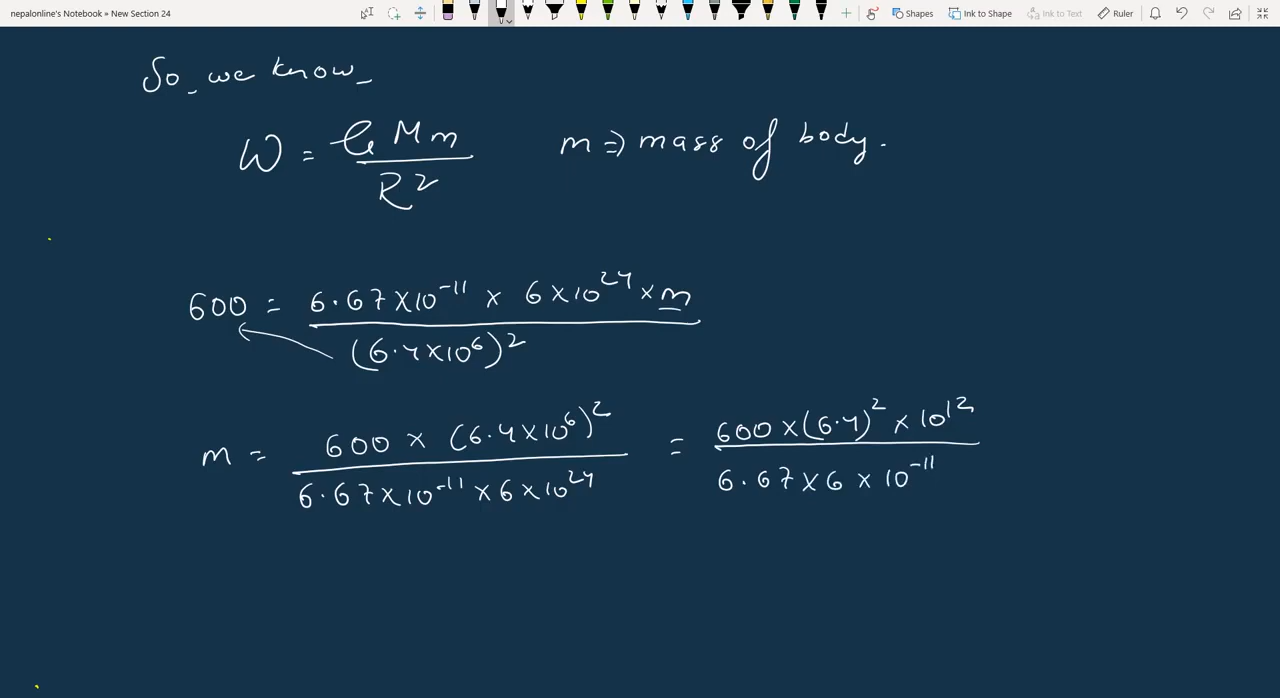 nepalonline's Notebook » New Section 24
Shapes Ink to Shape Ink to Text Ruler
So, we know_
W = G M m / R² m ⇒ mass of body.
600 = 6.67×10⁻¹¹ × 6×10²⁴ × m / (6.4×10⁶)²
m = 600 × (6.4×10⁶)² / 6.67×10⁻¹¹ × 6×10²⁴ = 600 × (6.4)² × 10¹² / 6.67 × 6 × 10⁻¹¹